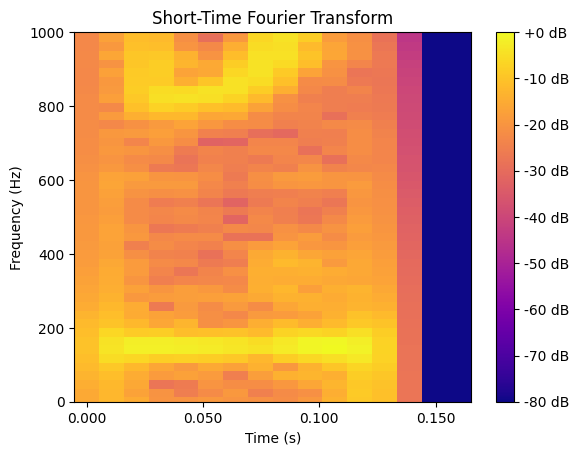 Short-Time Fourier Transform
Frequency (Hz)
1000
800
600
400
200
0
0.000 0.050 0.100 0.150
Time (s)
+0 dB
-10 dB
-20 dB
-30 dB
-40 dB
-50 dB
-60 dB
-70 dB
-80 dB